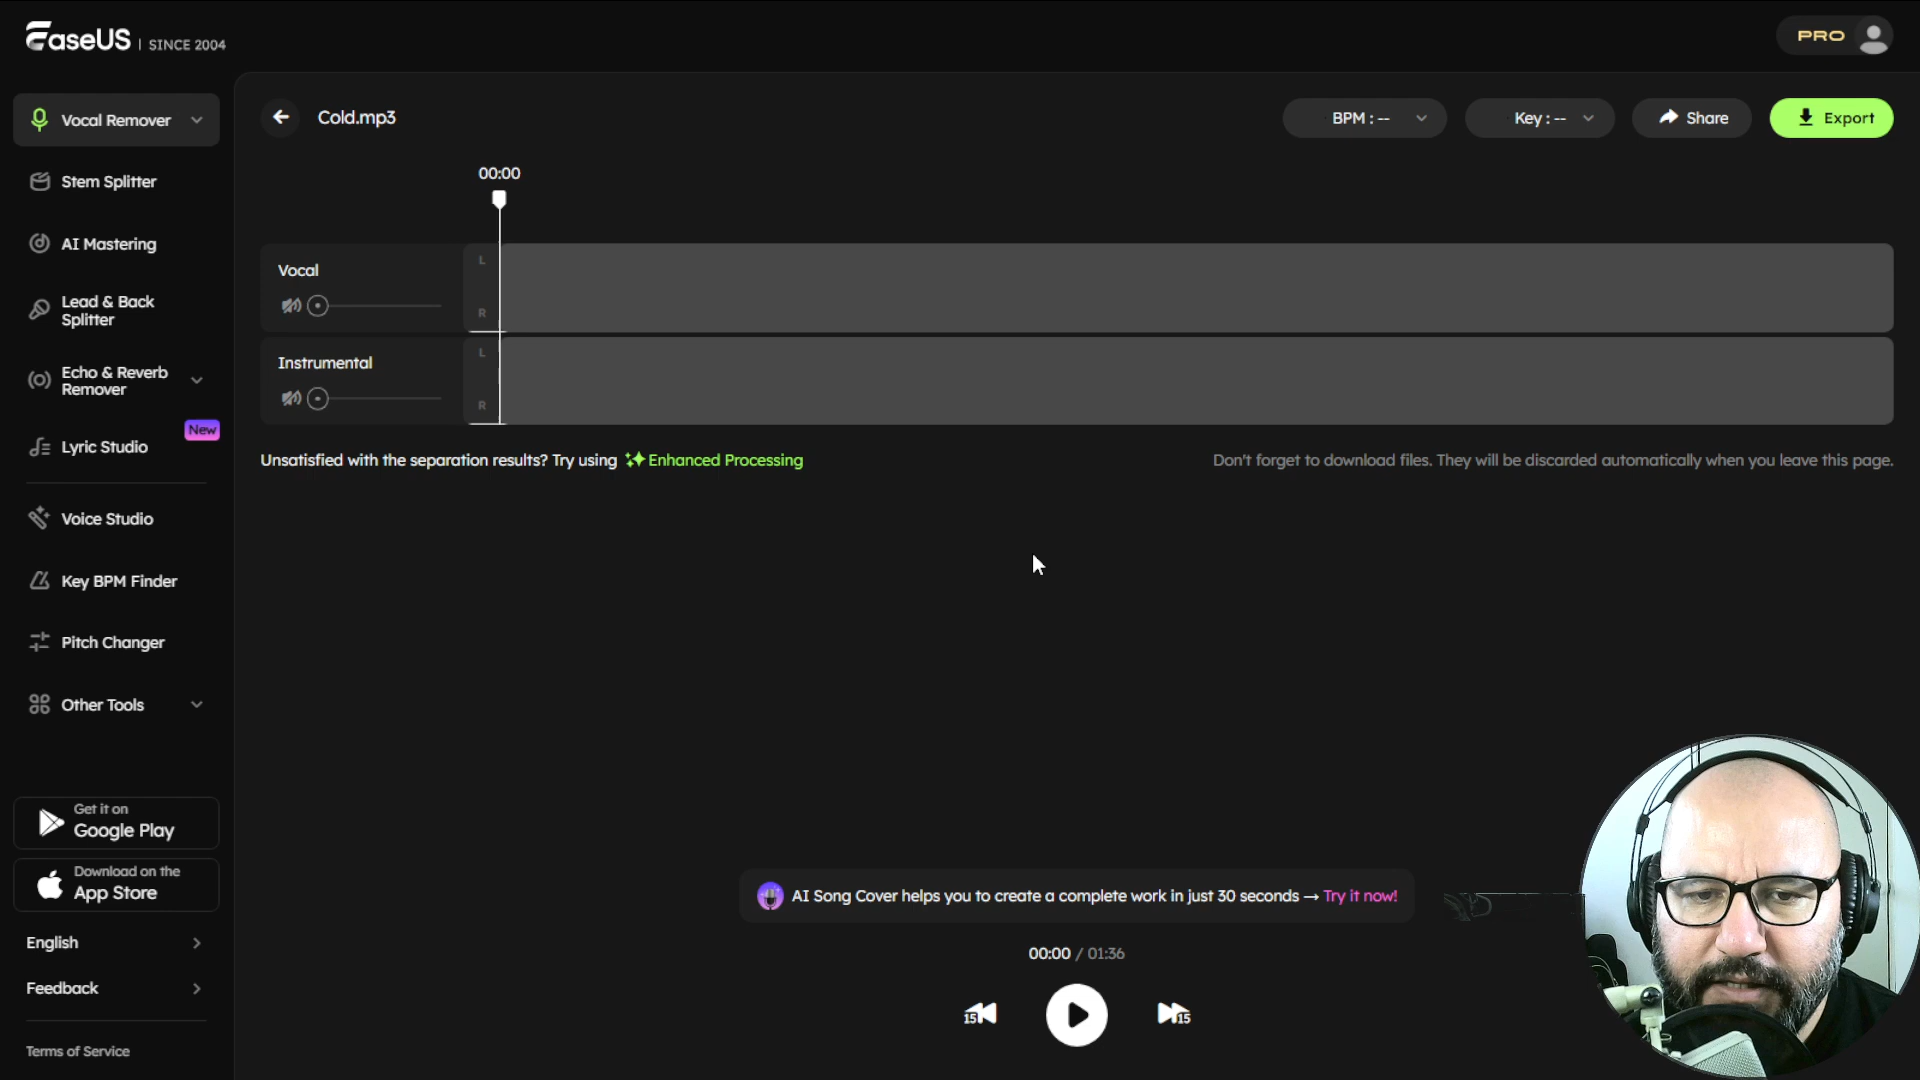 EaseUS | SINCE 2004
PRO
Vocal Remover
Cold.mp3
BPM : --
Key : --
Share
Export
Stem Splitter
00:00
AI Mastering
Vocal
L
R
Lead & Back
Splitter
Instrumental
L
R
Echo & Reverb
Remover
New
Lyric Studio
Unsatisfied with the separation results? Try using Enhanced Processing
Don't forget to download files. They will be discarded automatically when you leave this page.
Voice Studio
Key BPM Finder
Pitch Changer
Other Tools
Get it on
Google Play
Download on the
App Store
AI Song Cover helps you to create a complete work in just 30 seconds → Try it now!
English
00:00 / 01:36
Feedback
15
15
Terms of Service